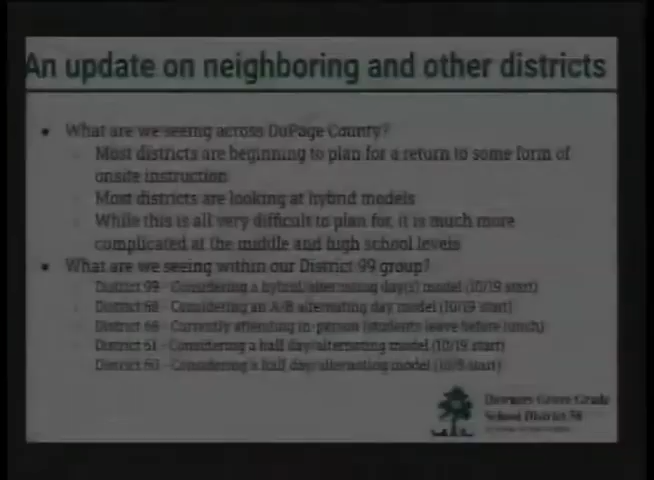 An update on neighboring and other districts
• What are we seeing across DuPage County?
Most districts are beginning to plan for a return to some form of
onsite instruction
Most districts are looking at hybrid models
While this is all very difficult to plan for, it is much more
complicated at the middle and high school levels
• What are we seeing within our District 99 group?
District 99 - Considering a hybrid/alternating day(s) model (10/19 start)
District 68 - Considering an A/B alternating day model (10/19 start)
District 66 - Currently attending in-person (students leave before lunch)
District 61 - Considering a half day/alternating model (10/19 start)
District 60 - Considering a half day/alternating model start)
Downers Grove Grade
School District 58